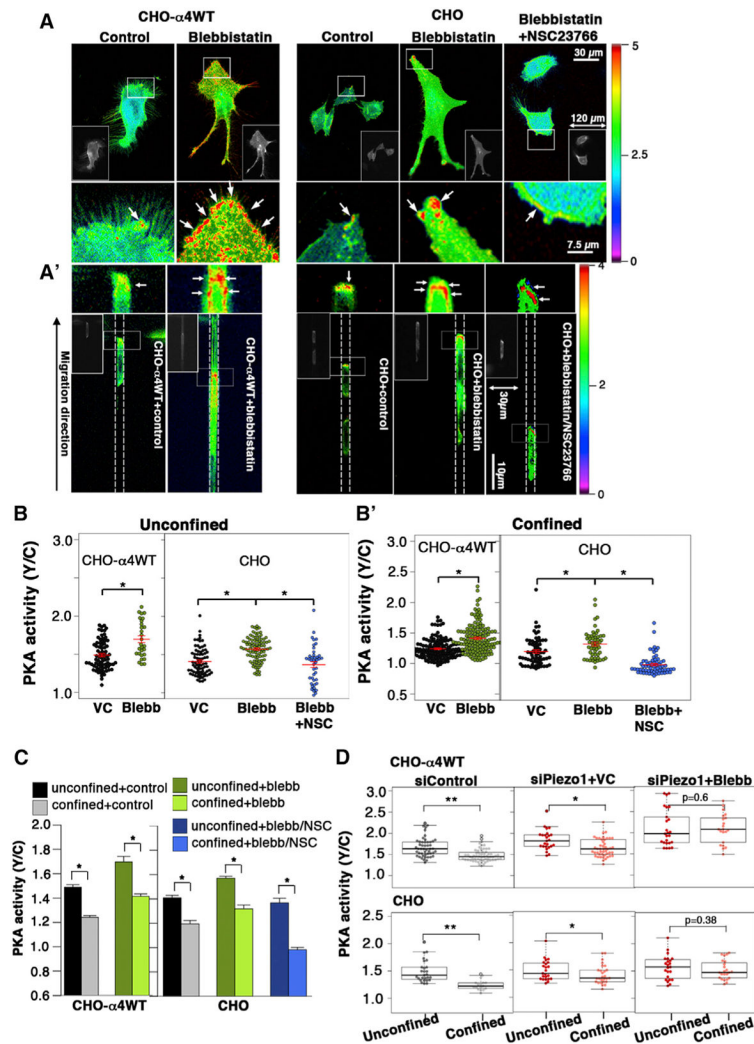 A
CHO-α4WT
Control Blebbistatin
CHO
Control Blebbistatin
Blebbistatin
+NSC23766
30 µm
120 µm
7.5 µm
5
2.5
0
A'
Migration direction
CHO-α4WT+control
CHO-α4WT+blebbistatin
CHO+control
CHO+blebbistatin
CHO+blebbistatin/NSC23766
30µm
10µm
4
2
0
B
Unconfined
PKA activity (Y/C)
3.0
2.0
1.5
1.0
CHO-α4WT
*
CHO
* *
VC Blebb VC Blebb Blebb
+NSC
B'
Confined
PKA activity (Y/C)
3.0
2.5
2.0
1.5
1.0
0.5
CHO-α4WT
*
CHO
* *
VC Blebb VC Blebb Blebb+
NSC
C
unconfined+control
confined+control
unconfined+blebb
confined+blebb
unconfined+blebb/NSC
confined+blebb/NSC
PKA activity (Y/C)
2.0
1.8
1.6
1.4
1.2
1.0
0.8
0.6
* * * * *
CHO-α4WT CHO
D
CHO-α4WT
siControl siPiezo1+VC siPiezo1+Blebb
PKA activity (Y/C)
3.0
2.5
2.0
1.5
1.0
** * p=0.6
CHO
2.5
2.0
1.5
1.0
** * p=0.38
Unconfined Confined Unconfined Confined Unconfined Confined